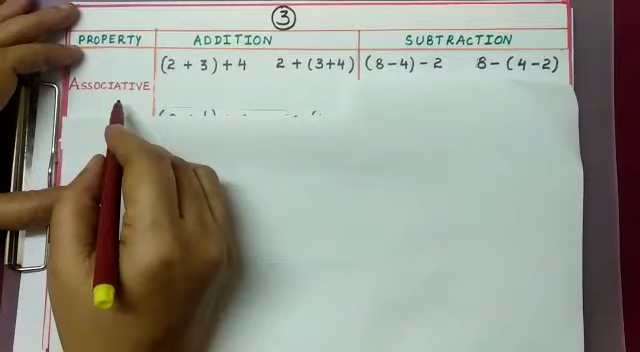 3
PROPERTY ADDITION SUBTRACTION
(2 + 3) + 4 2 + (3+4) (8-4) - 2 8 - (4-2)
ASSOCIATIVE